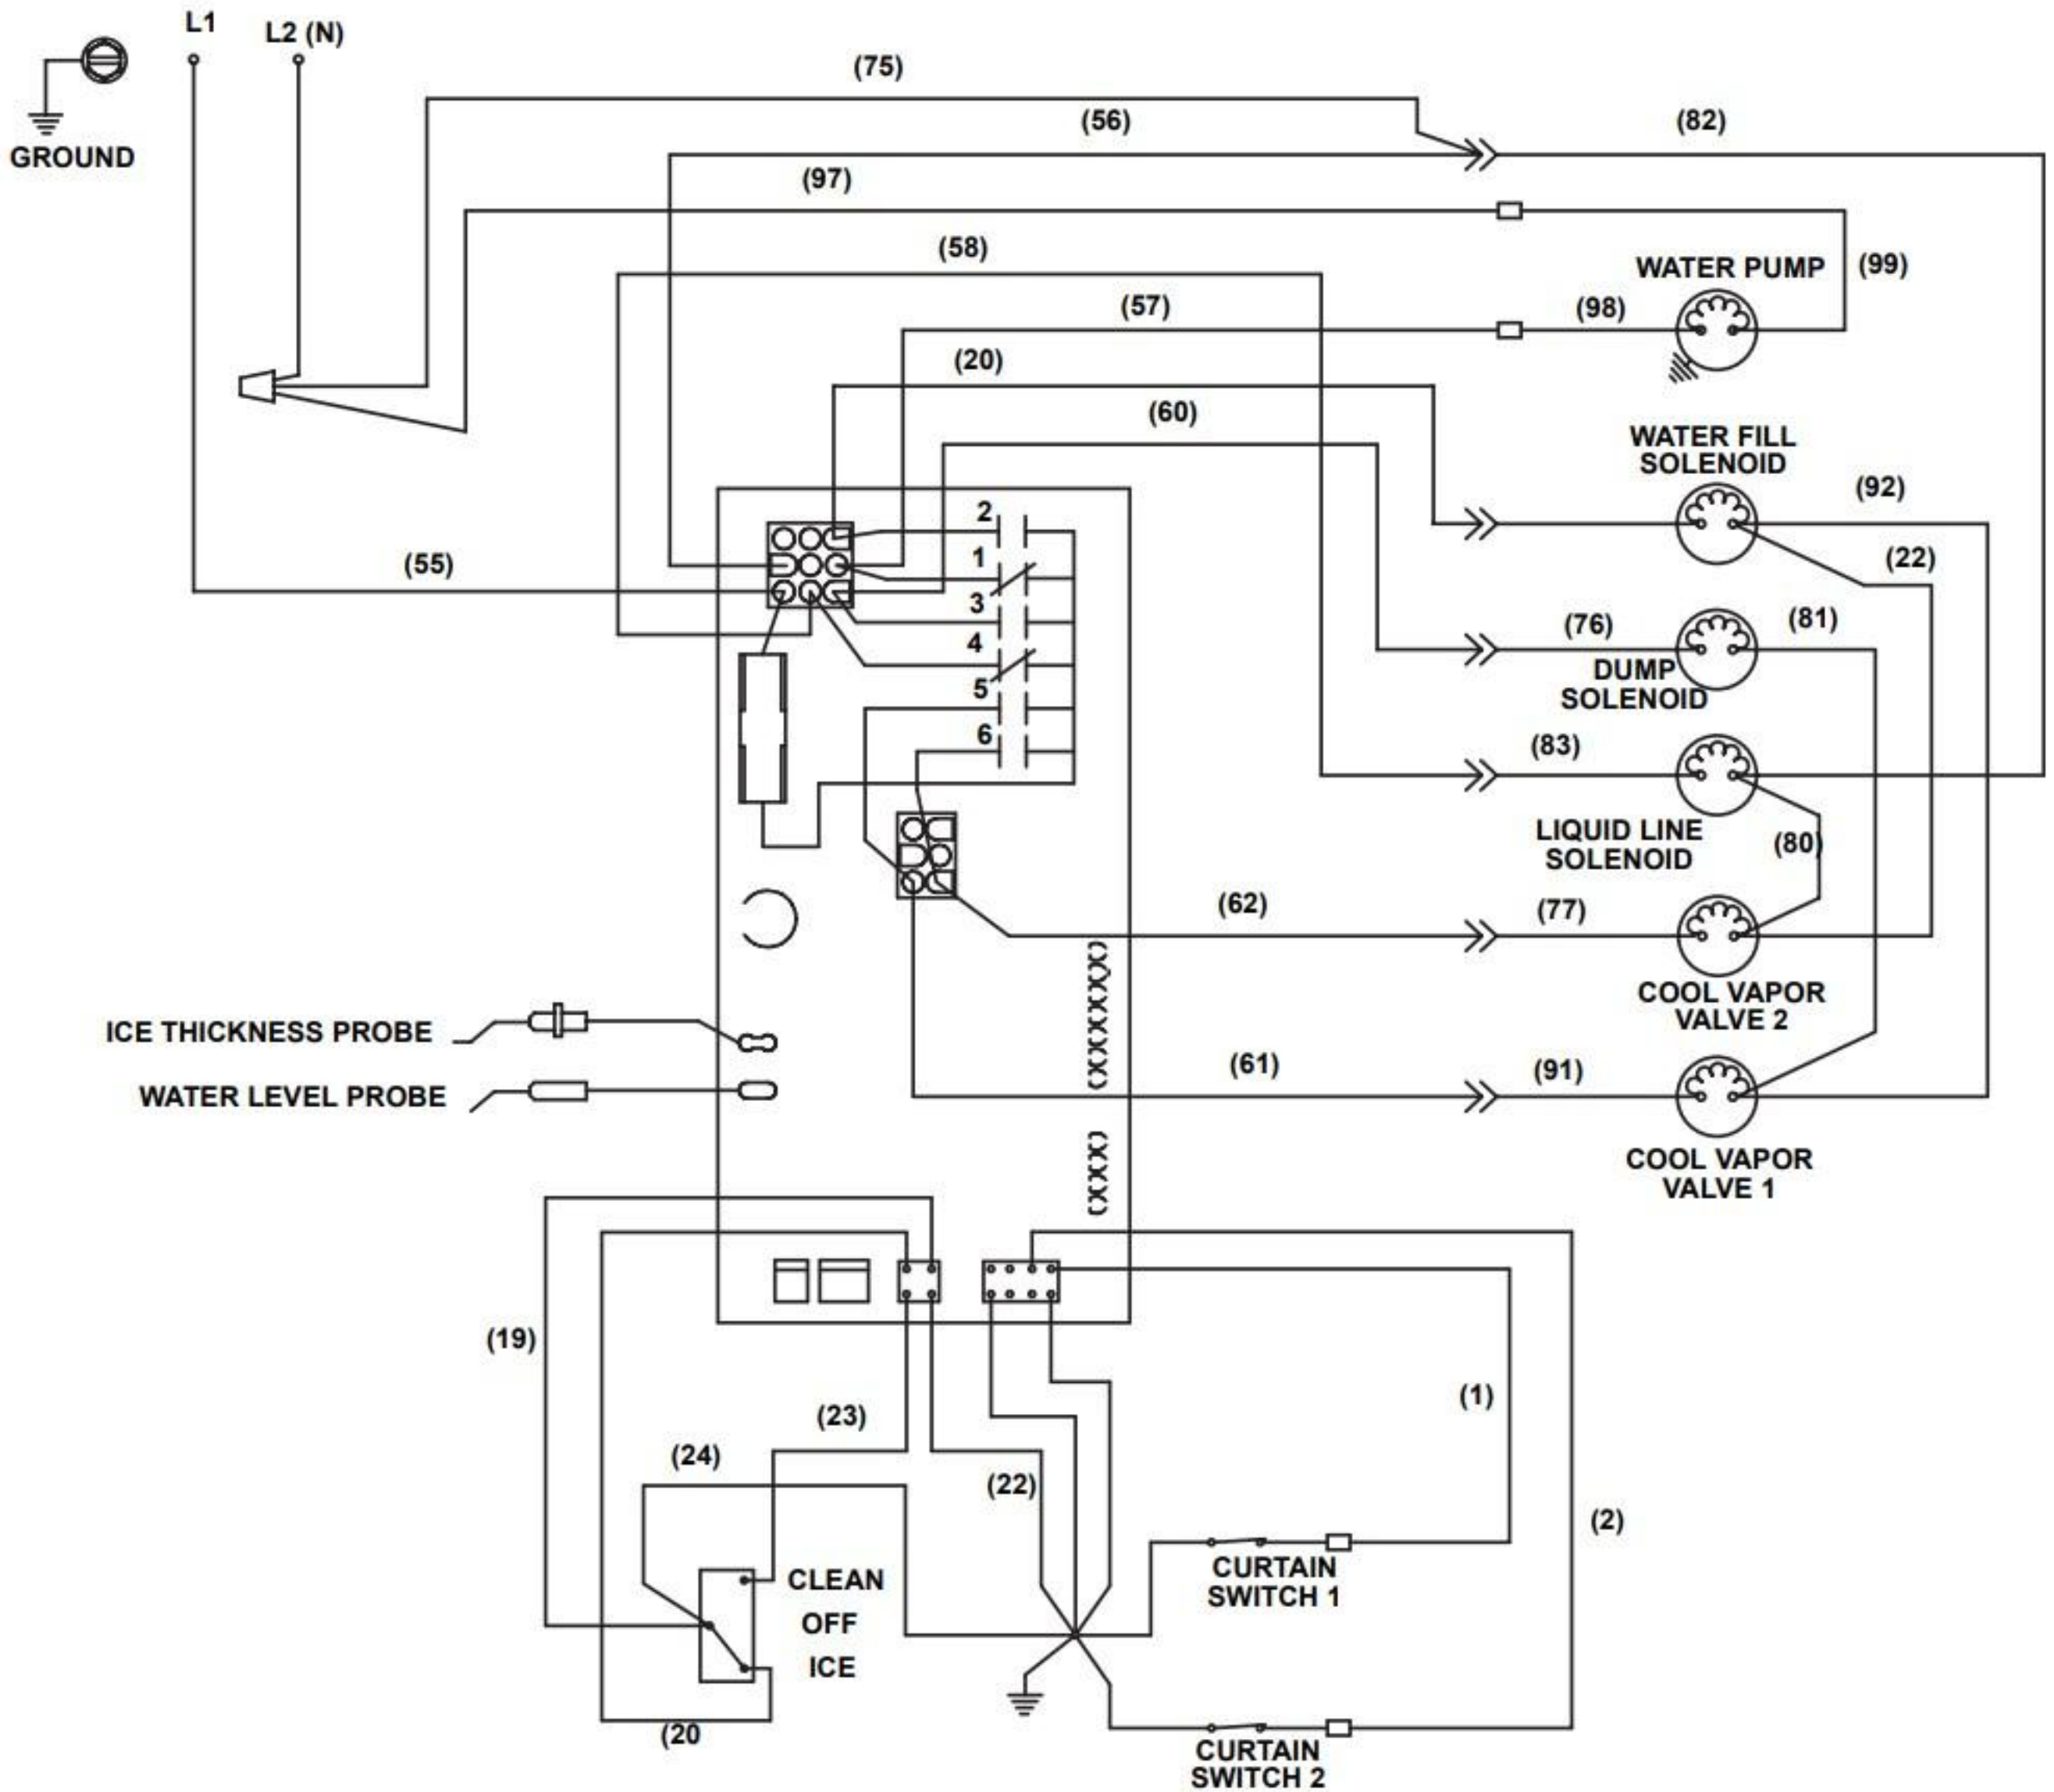 L1
L2 (N)
GROUND
(75)
(56)
(82)
(97)
(58)
WATER PUMP
(99)
(57)
(98)
(20)
(60)
WATER FILL
SOLENOID
(92)
(22)
2
1
3
4
5
6
(55)
(76)
(81)
DUMP
SOLENOID
(83)
LIQUID LINE
SOLENOID
(80)
(62)
(77)
COOL VAPOR
VALVE 2
ICE THICKNESS PROBE
WATER LEVEL PROBE
(61)
(91)
COOL VAPOR
VALVE 1
(19)
(23)
(24)
(22)
(1)
(2)
CLEAN
OFF
ICE
(20
CURTAIN
SWITCH 1
CURTAIN
SWITCH 2